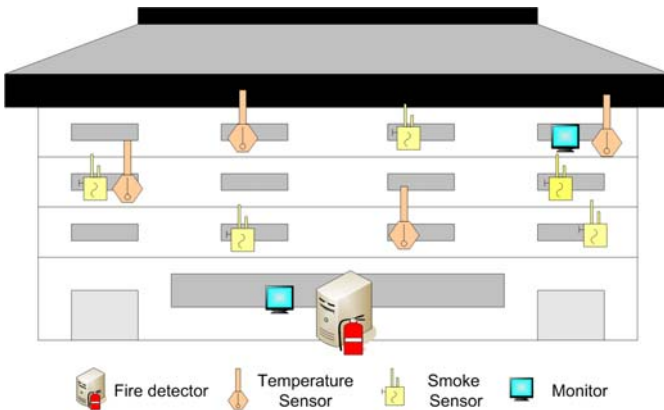 Fire detector
Temperature
Sensor
Smoke
Sensor
Monitor